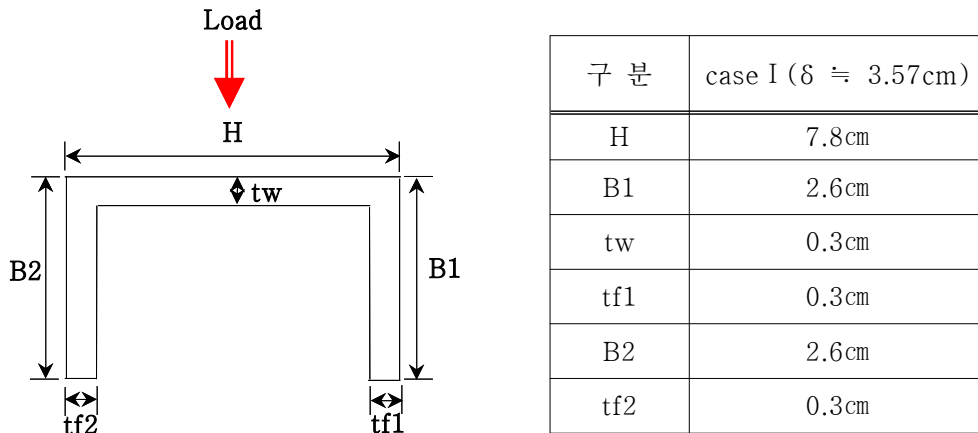 Load
H
tw
B2
B1
tf2
tf1
구 분 case I (δ ≒ 3.57cm)
H 7.8㎝
B1 2.6㎝
tw 0.3㎝
tf1 0.3㎝
B2 2.6㎝
tf2 0.3㎝